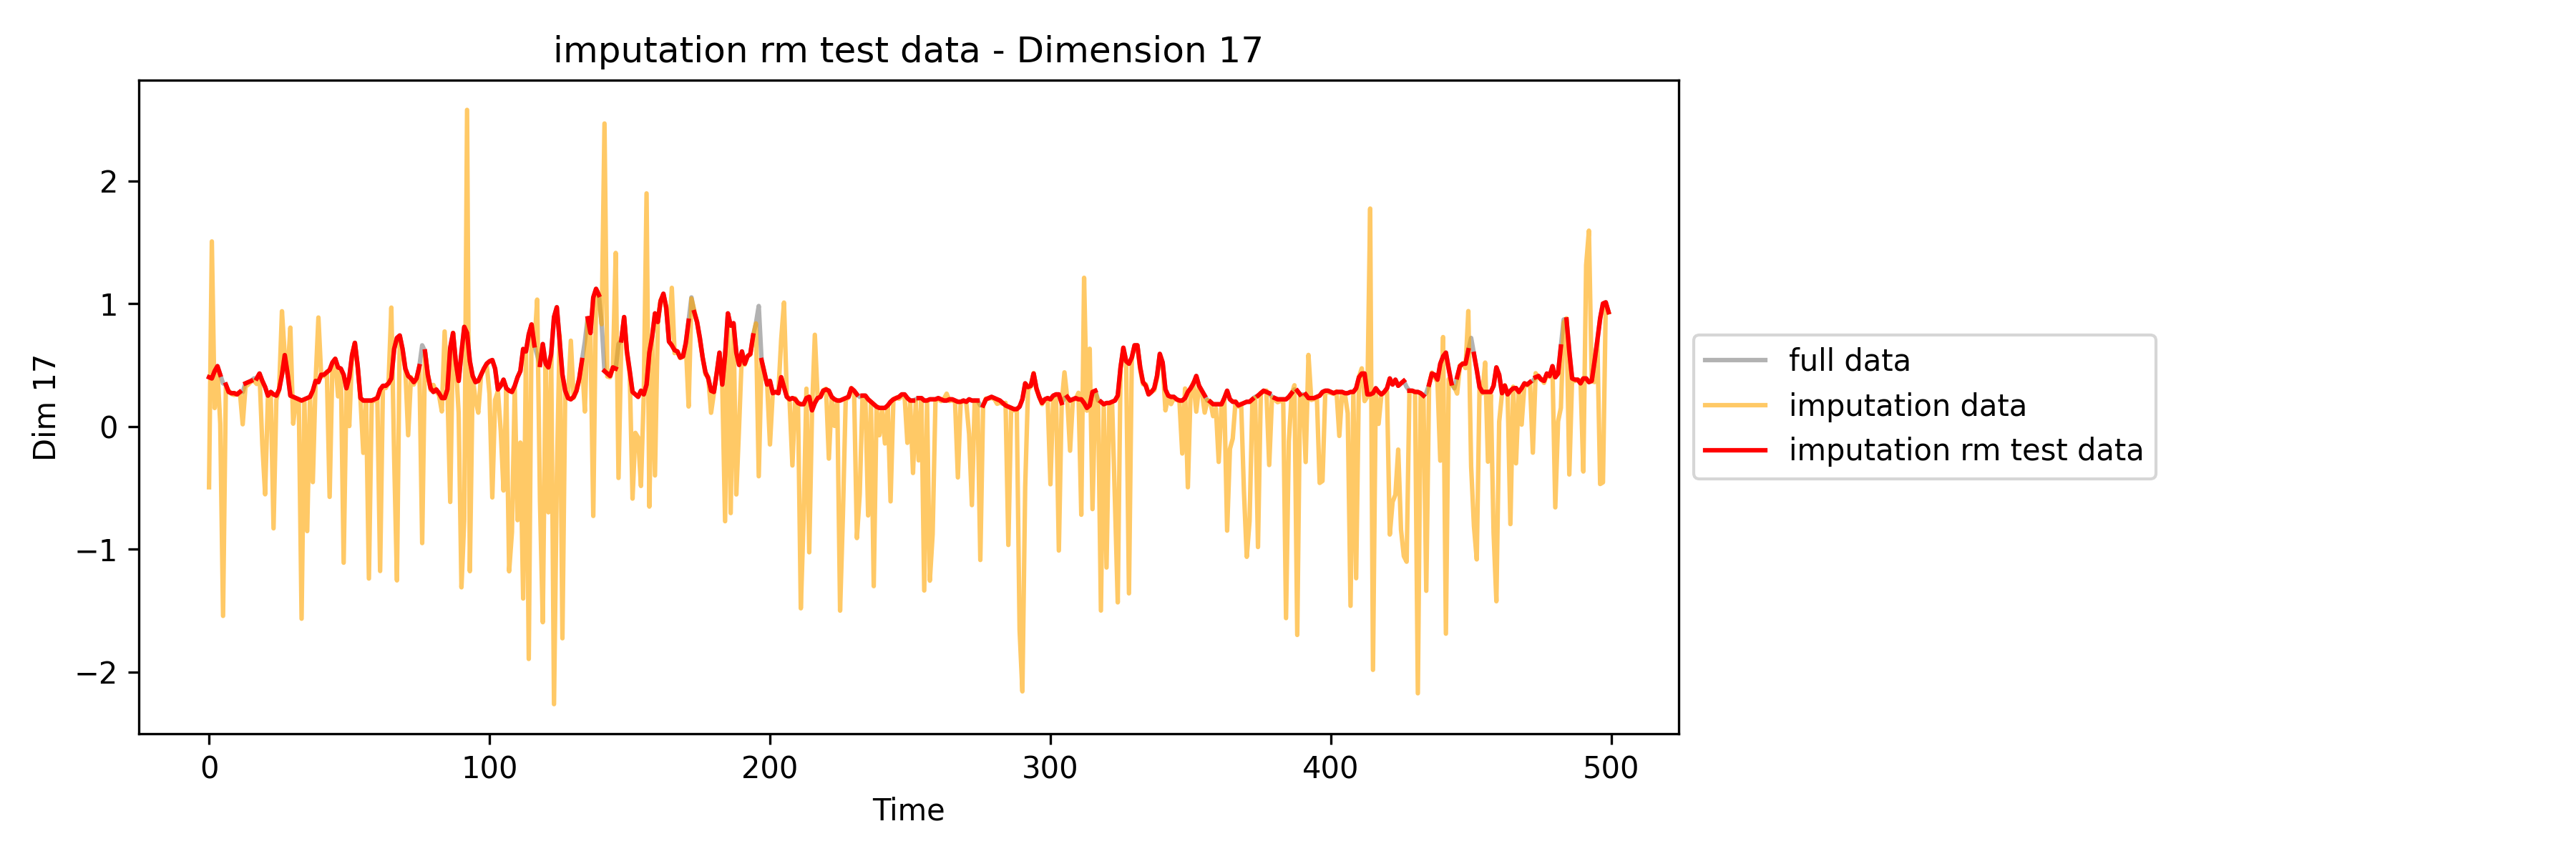 imputation rm test data - Dimension 17
Dim 17
2
1
0
−1
−2
0 100 200 300 400 500
Time
full data
imputation data
imputation rm test data